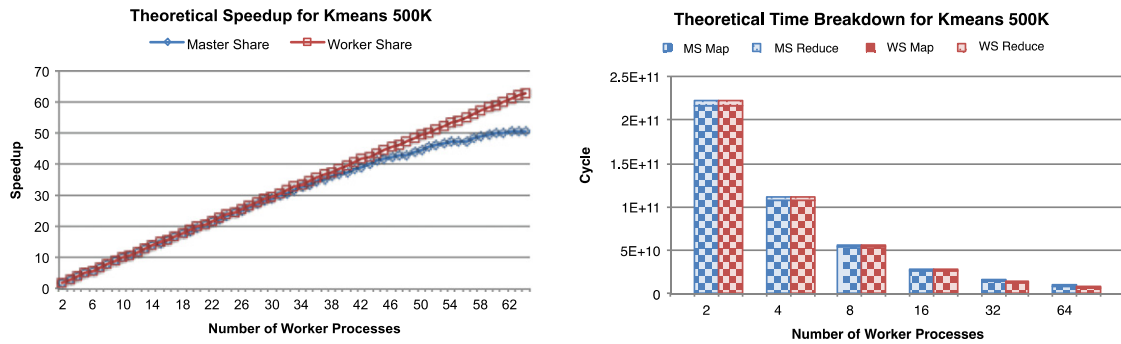 Theoretical Speedup for Kmeans 500K
Master Share Worker Share
70
60
50
40
30
20
10
0
Speedup
2 6 10 14 18 22 26 30 34 38 42 46 50 54 58 62
Number of Worker Processes
Theoretical Time Breakdown for Kmeans 500K
MS Map MS Reduce WS Map WS Reduce
2.5E+11
2E+11
1.5E+11
1E+11
5E+10
0
Cycle
2 4 8 16 32 64
Number of Worker Processes